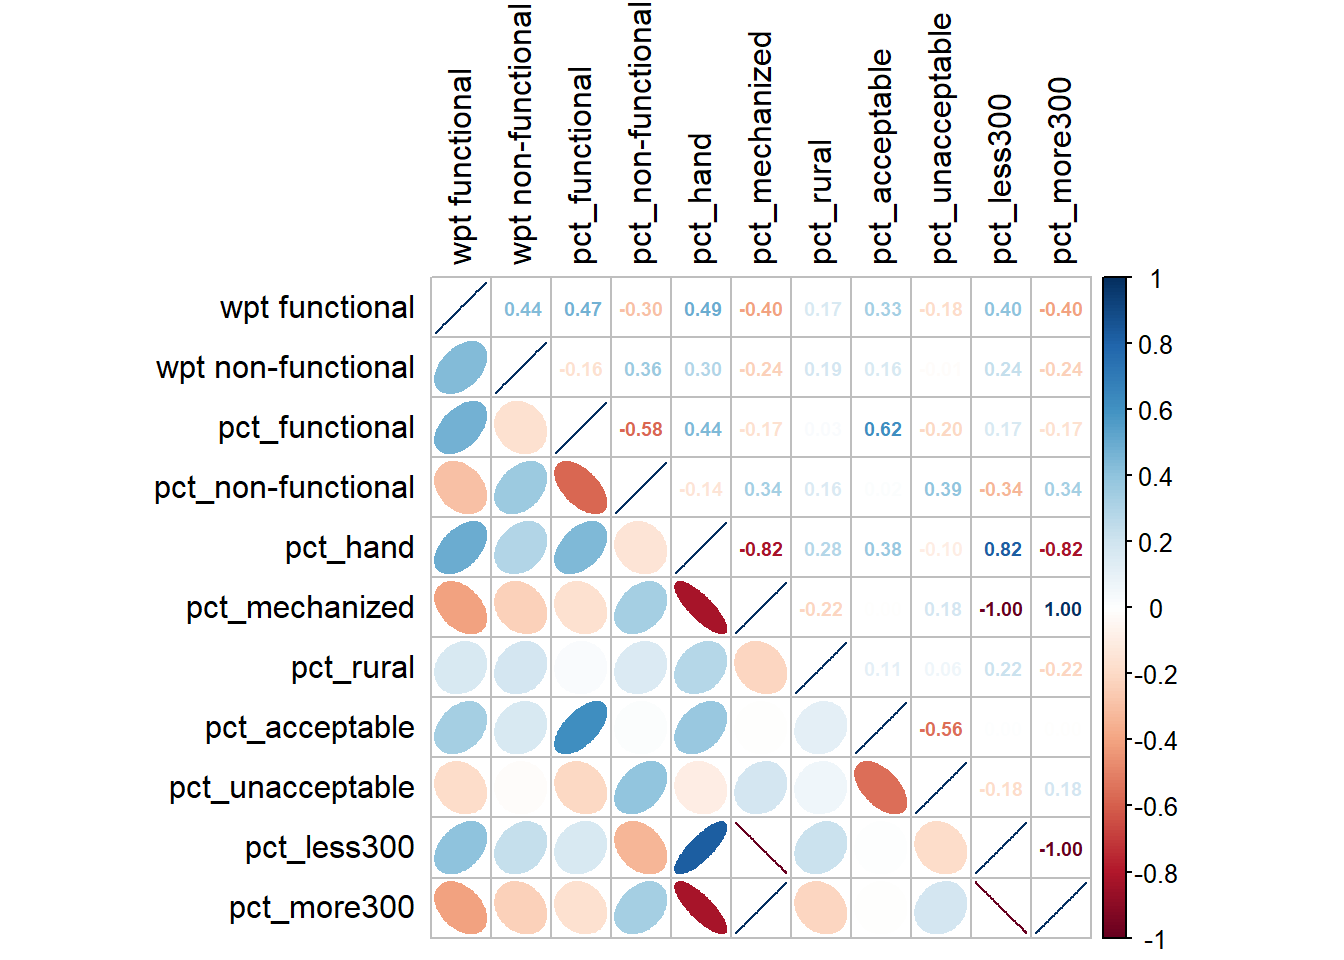 wpt functional
wpt non-functional
pct_functional
pct_non-functional
pct_hand
pct_mechanized
pct_rural
pct_acceptable
pct_unacceptable
pct_less300
pct_more300
wpt functional 0.44 0.47 -0.30 0.49 -0.40 0.17 0.33 -0.18 0.40 -0.40
wpt non-functional -0.16 0.36 0.30 -0.24 0.19 0.16 0.24 -0.24
pct_functional -0.58 0.44 -0.17 0.03 0.62 -0.20 0.17 -0.17
pct_non-functional -0.14 0.34 0.16 0.39 -0.34 0.34
pct_hand -0.82 0.28 0.38 -0.10 0.82 -0.82
pct_mechanized -0.22 0.18 -1.00 1.00
pct_rural 0.11 0.06 0.22 -0.22
pct_acceptable -0.56
pct_unacceptable -0.18 0.18
pct_less300 -1.00
pct_more300
1
0.8
0.6
0.4
0.2
0
-0.2
-0.4
-0.6
-0.8
-1